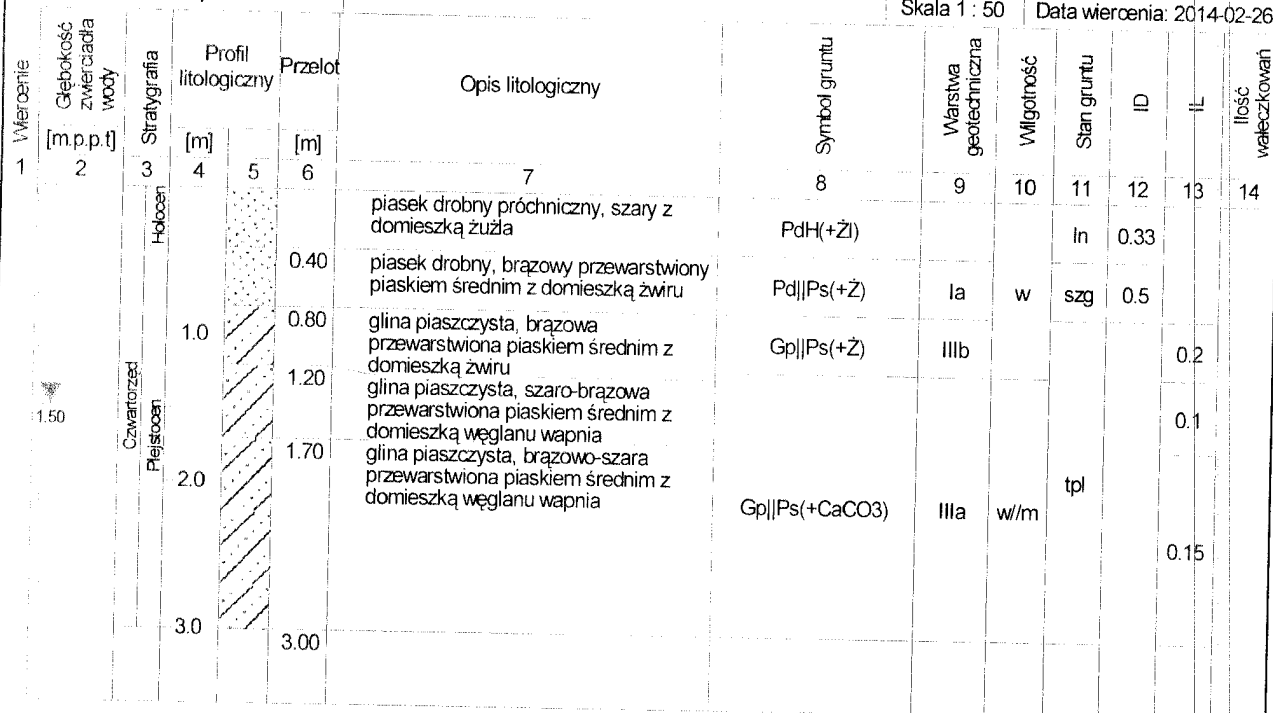 Skala 1 : 50 Data wiercenia: 2014-02-26
Wiercenie
Głębokość zwierciadła wody
[m.p.p.t]
Stratygrafia
Profil litologiczny
[m]
Przelot
[m]
Opis litologiczny
Symbol gruntu
Warstwa geotechniczna
Wilgotność
Stan gruntu
ID
IL
Ilość wałeczkowań
1 2 3 4 5 6 7 8 9 10 11 12 13 14
Holocen
piasek drobny próchniczny, szary z
domieszką żużla
PdH(+Żl)
ln 0.33
0.40
piasek drobny, brązowy przewarstwiony
piaskiem średnim z domieszką żwiru
Pd||Ps(+Ż) Ia w szg 0.5
0.80
1.0
glina piaszczysta, brązowa
przewarstwiona piaskiem średnim z
domieszką żwiru
Gp||Ps(+Ż) IIIb 0.2
1.20
1.50
Czwartorzęd
Plejstocen
glina piaszczysta, szaro-brązowa
przewarstwiona piaskiem średnim z
domieszką węglanu wapnia
0.1
1.70
2.0
glina piaszczysta, brązowo-szara
przewarstwiona piaskiem średnim z
domieszką węglanu wapnia
Gp||Ps(+CaCO3) IIIa w//m tpl
0.15
3.0
3.00